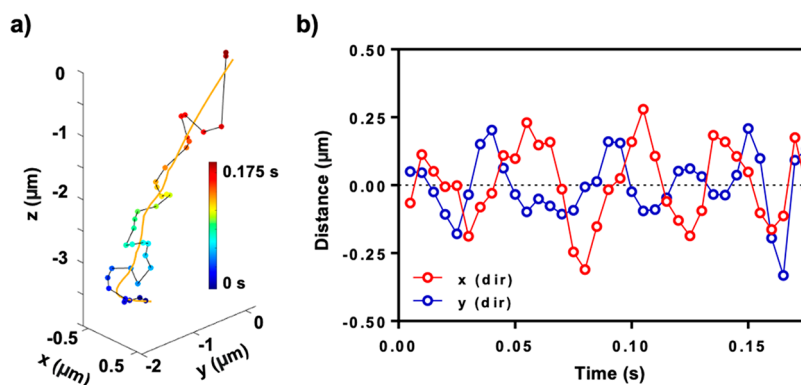 a)
b)
0
-1
-2
-3
z (μm)
-0.5
0.5
x (μm)
-2
-1
0
y (μm)
0.175 s
0 s
0.50
0.25
0.00
-0.25
-0.50
Distance (μm)
x (dir)
y (dir)
0.00
0.05
0.10
0.15
Time (s)